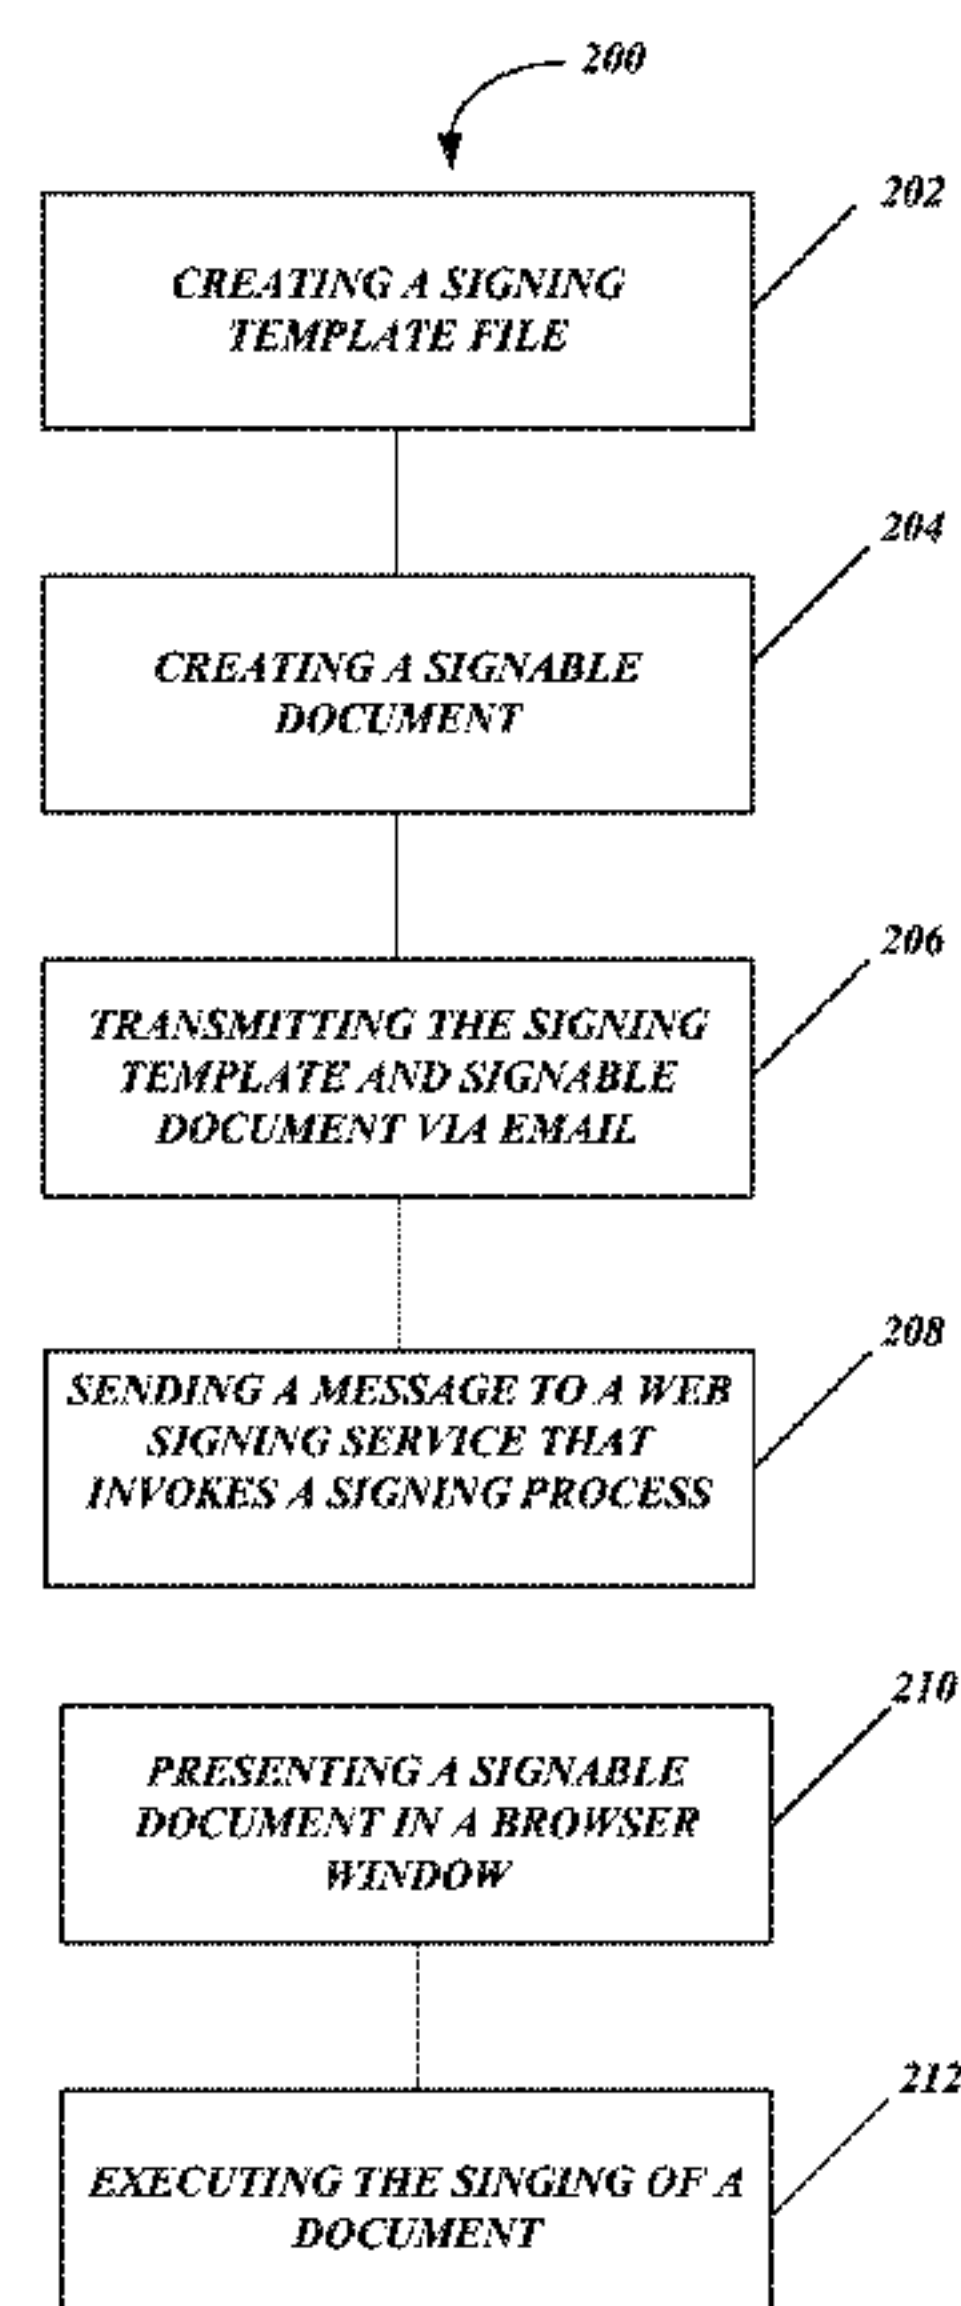 200
202
CREATING A SIGNING
TEMPLATE FILE
204
CREATING A SIGNABLE
DOCUMENT
206
TRANSMITTING THE SIGNING
TEMPLATE AND SIGNABLE
DOCUMENT VIA EMAIL
208
SENDING A MESSAGE TO A WEB
SIGNING SERVICE THAT
INVOKES A SIGNING PROCESS
210
PRESENTING A SIGNABLE
DOCUMENT IN A BROWSER
WINDOW
212
EXECUTING THE SINGING OF A
DOCUMENT